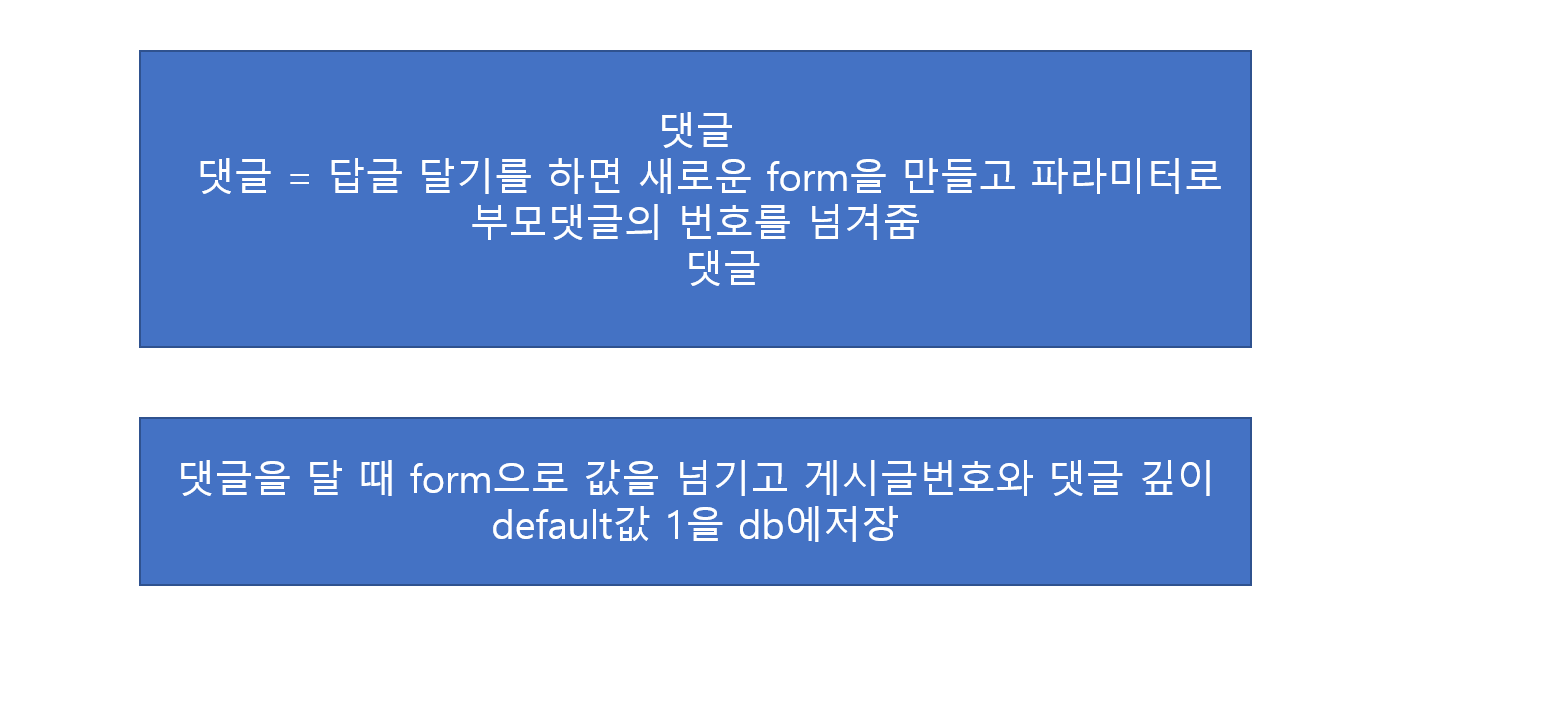 댓글
댓글 = 답글 달기를 하면 새로운 form을 만들고 파라미터로
부모댓글의 번호를 넘겨줌
댓글
댓글을 달 때 form으로 값을 넘기고 게시글번호와 댓글 깊이
default값 1을 db에저장